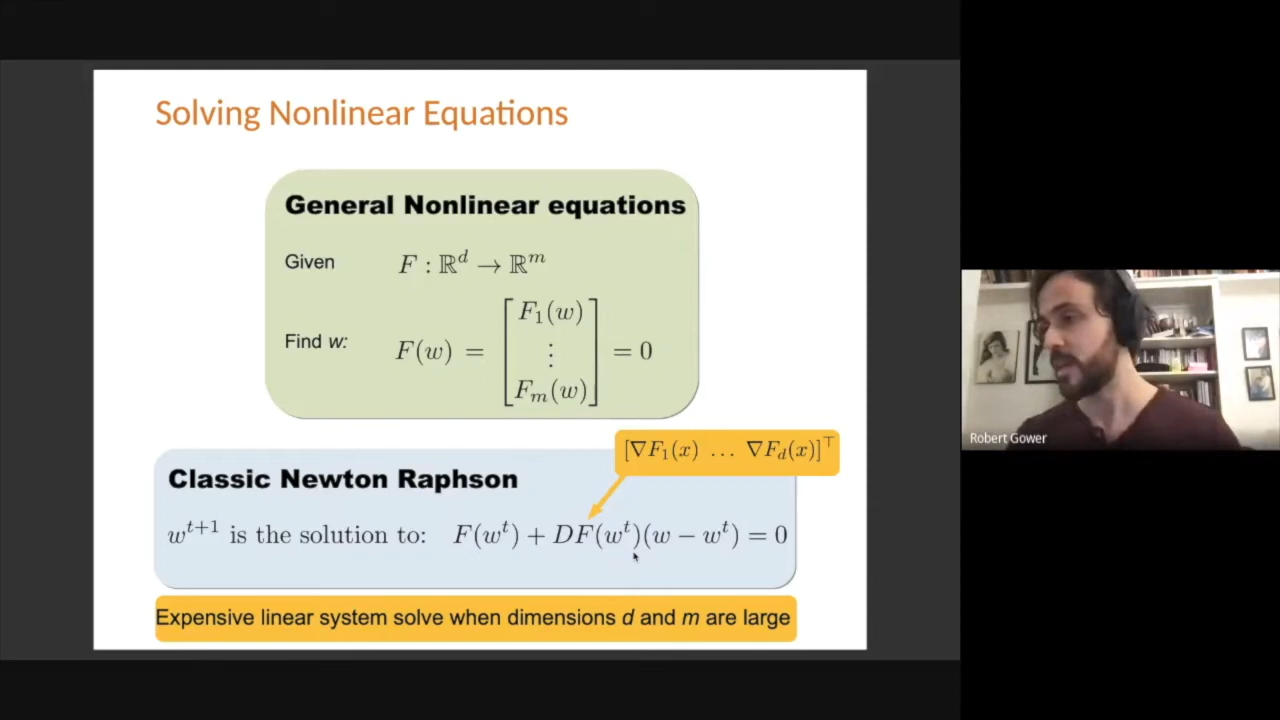 Solving Nonlinear Equations
General Nonlinear equations
Given F : ℝ^d → ℝ^m
Find w: F(w) = [F_1(w) ⋮ F_m(w)] = 0
[∇F_1(x) … ∇F_d(x)]^⊤
Classic Newton Raphson
w^{t+1} is the solution to: F(w^t) + DF(w^t)(w − w^t) = 0
Expensive linear system solve when dimensions d and m are large
Robert Gower